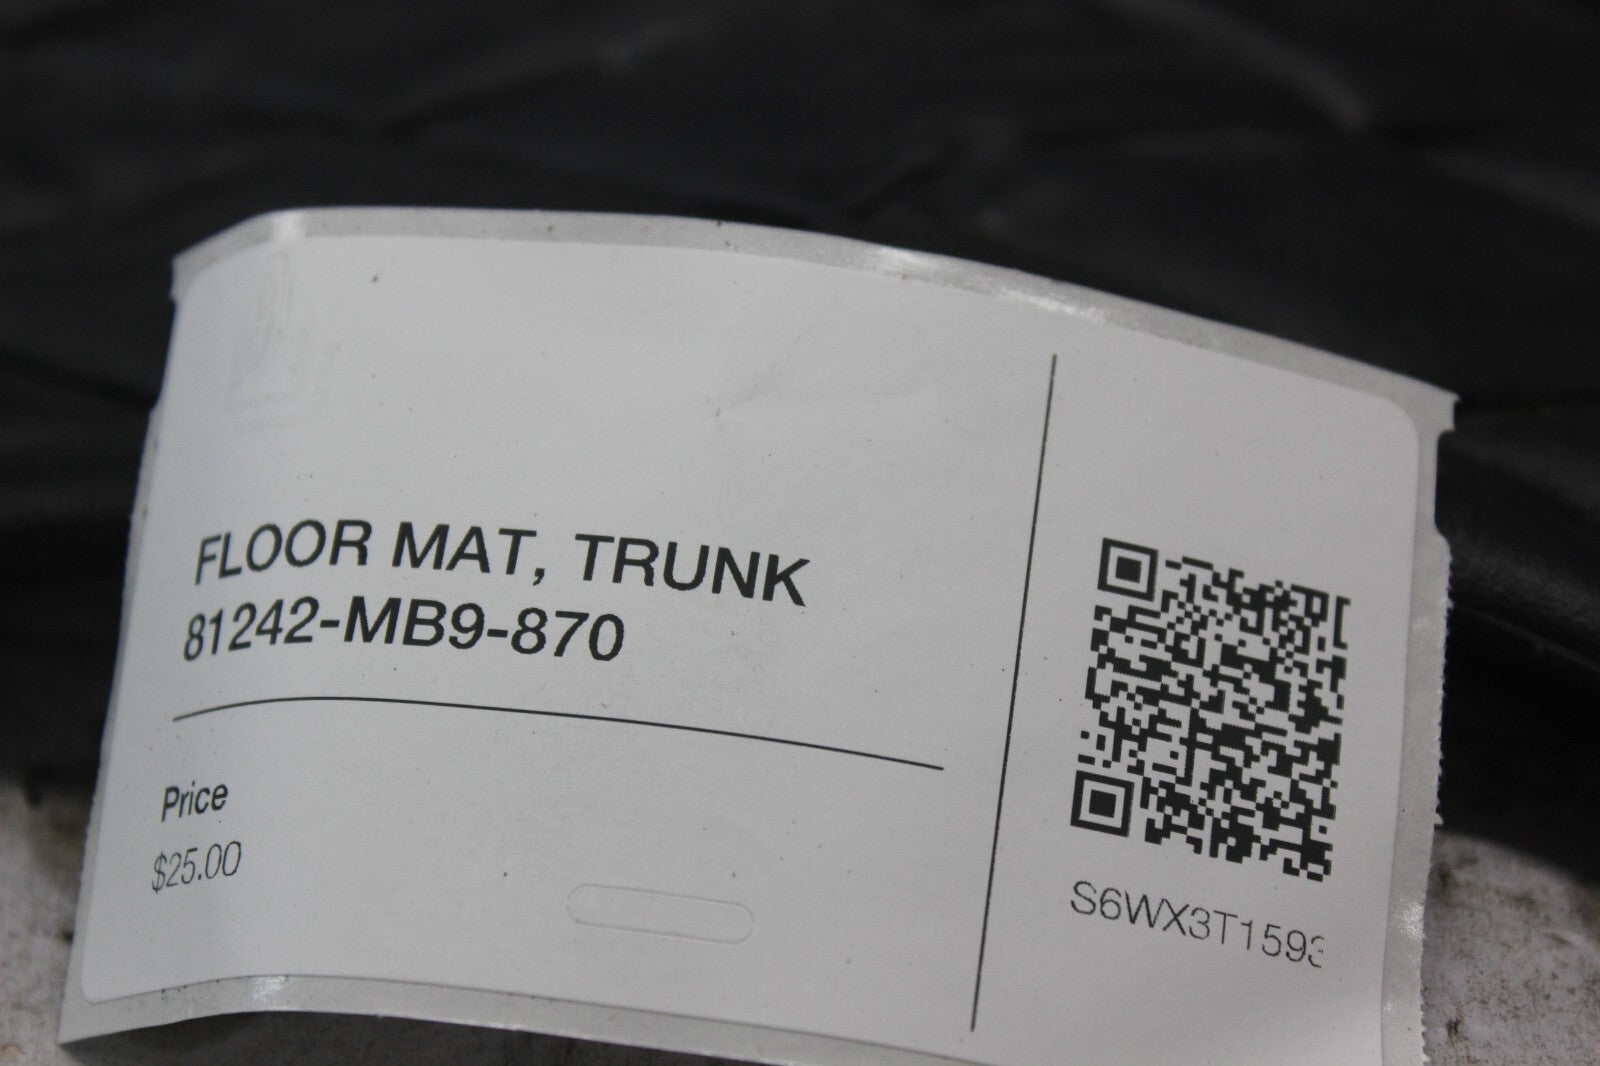 FLOOR MAT, TRUNK
81242-MB9-870
Price
$25.00
S6WX3T1593